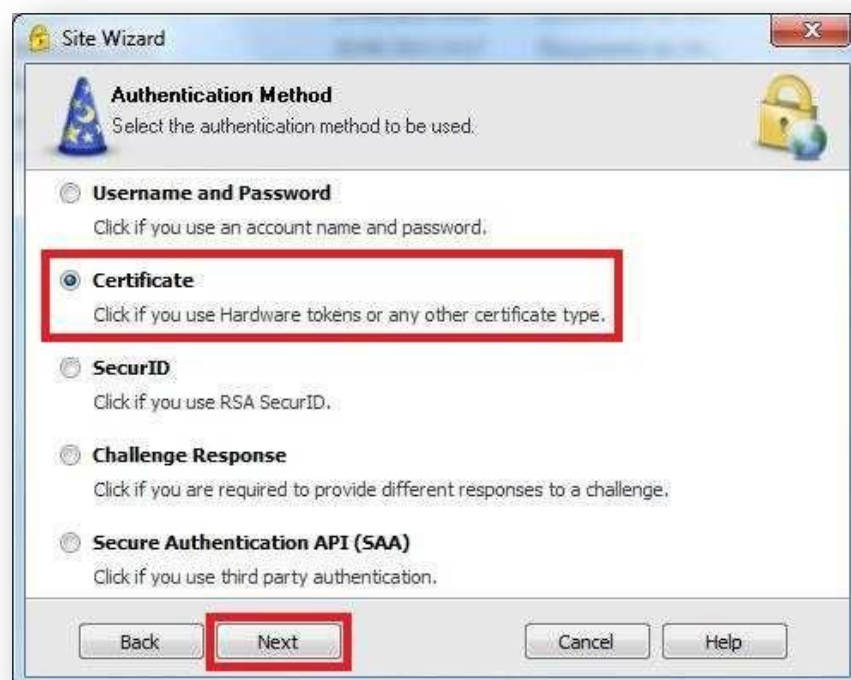 Site Wizard
X
Authentication Method
Select the authentication method to be used.
Username and Password
Click if you use an account name and password.
Certificate
Click if you use Hardware tokens or any other certificate type.
SecurID
Click if you use RSA SecurID.
Challenge Response
Click if you are required to provide different responses to a challenge.
Secure Authentication API (SAA)
Click if you use third party authentication.
Back Next Cancel Help